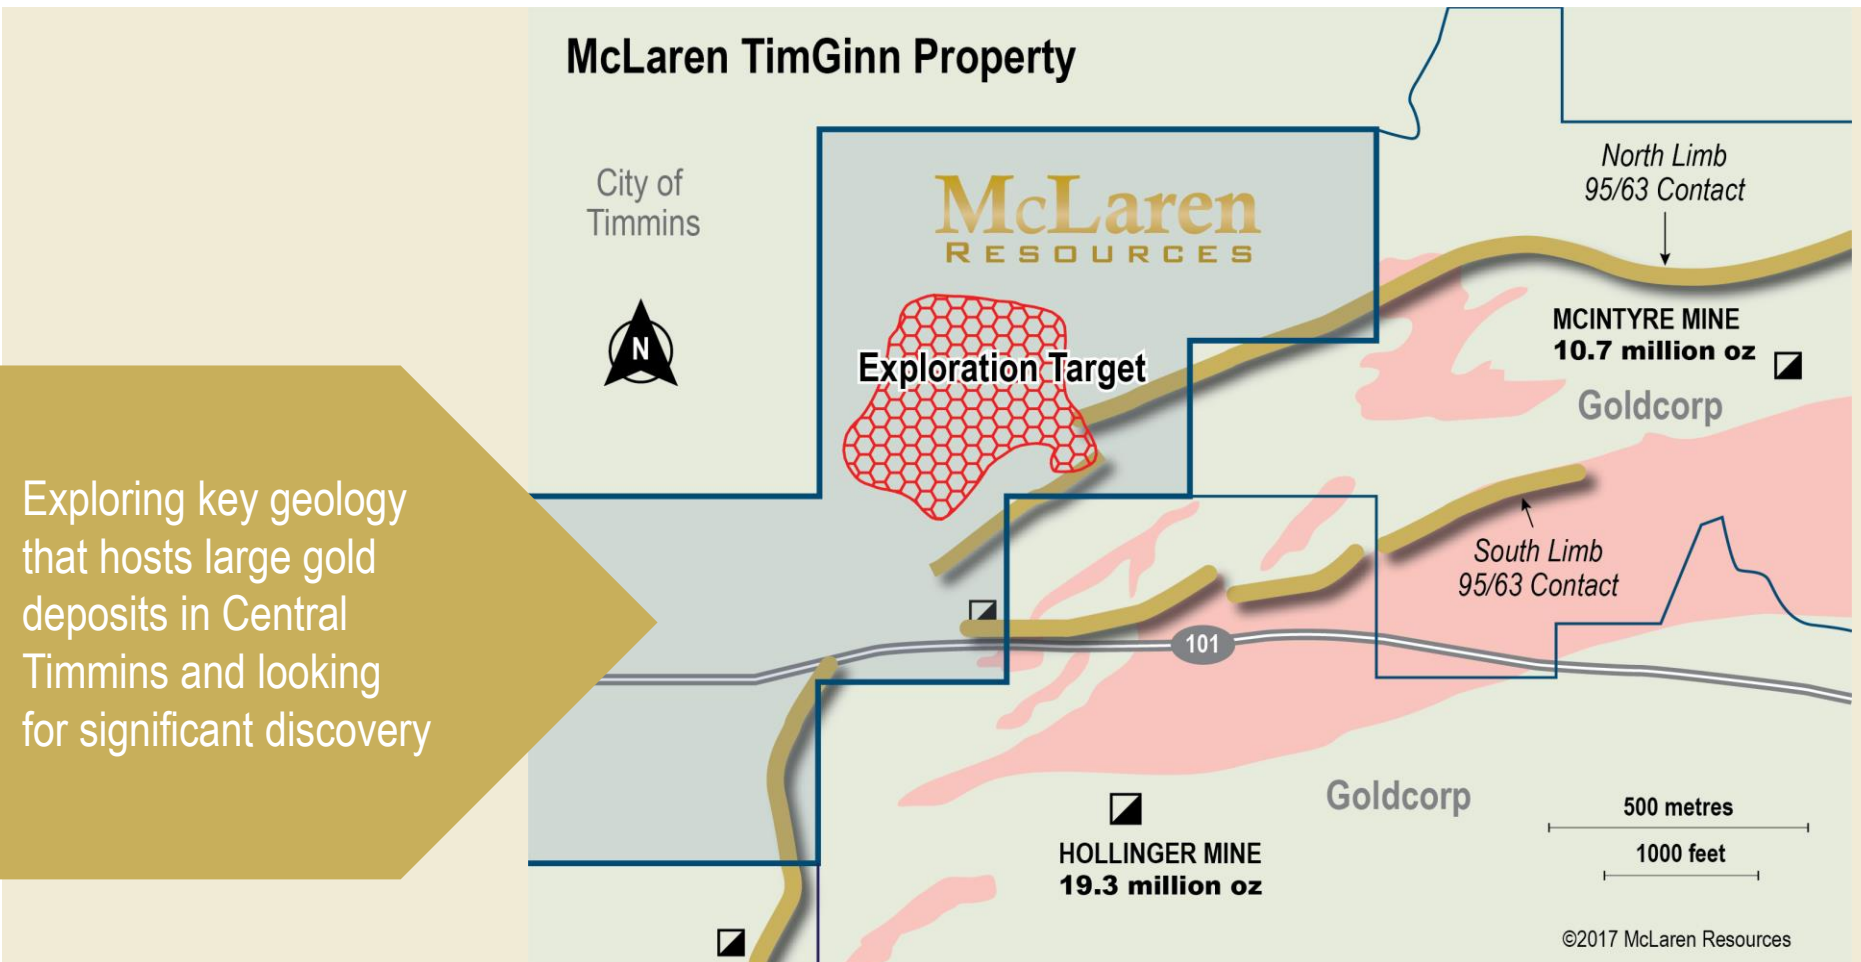 McLaren TimGinn Property
City of
Timmins
McLaren
RESOURCES
North Limb
95/63 Contact
N
Exploration Target
MCINTYRE MINE
10.7 million oz
Goldcorp
Exploring key geology
that hosts large gold
deposits in Central
Timmins and looking
for significant discovery
South Limb
95/63 Contact
101
Goldcorp
HOLLINGER MINE
19.3 million oz
500 metres
1000 feet
©2017 McLaren Resources